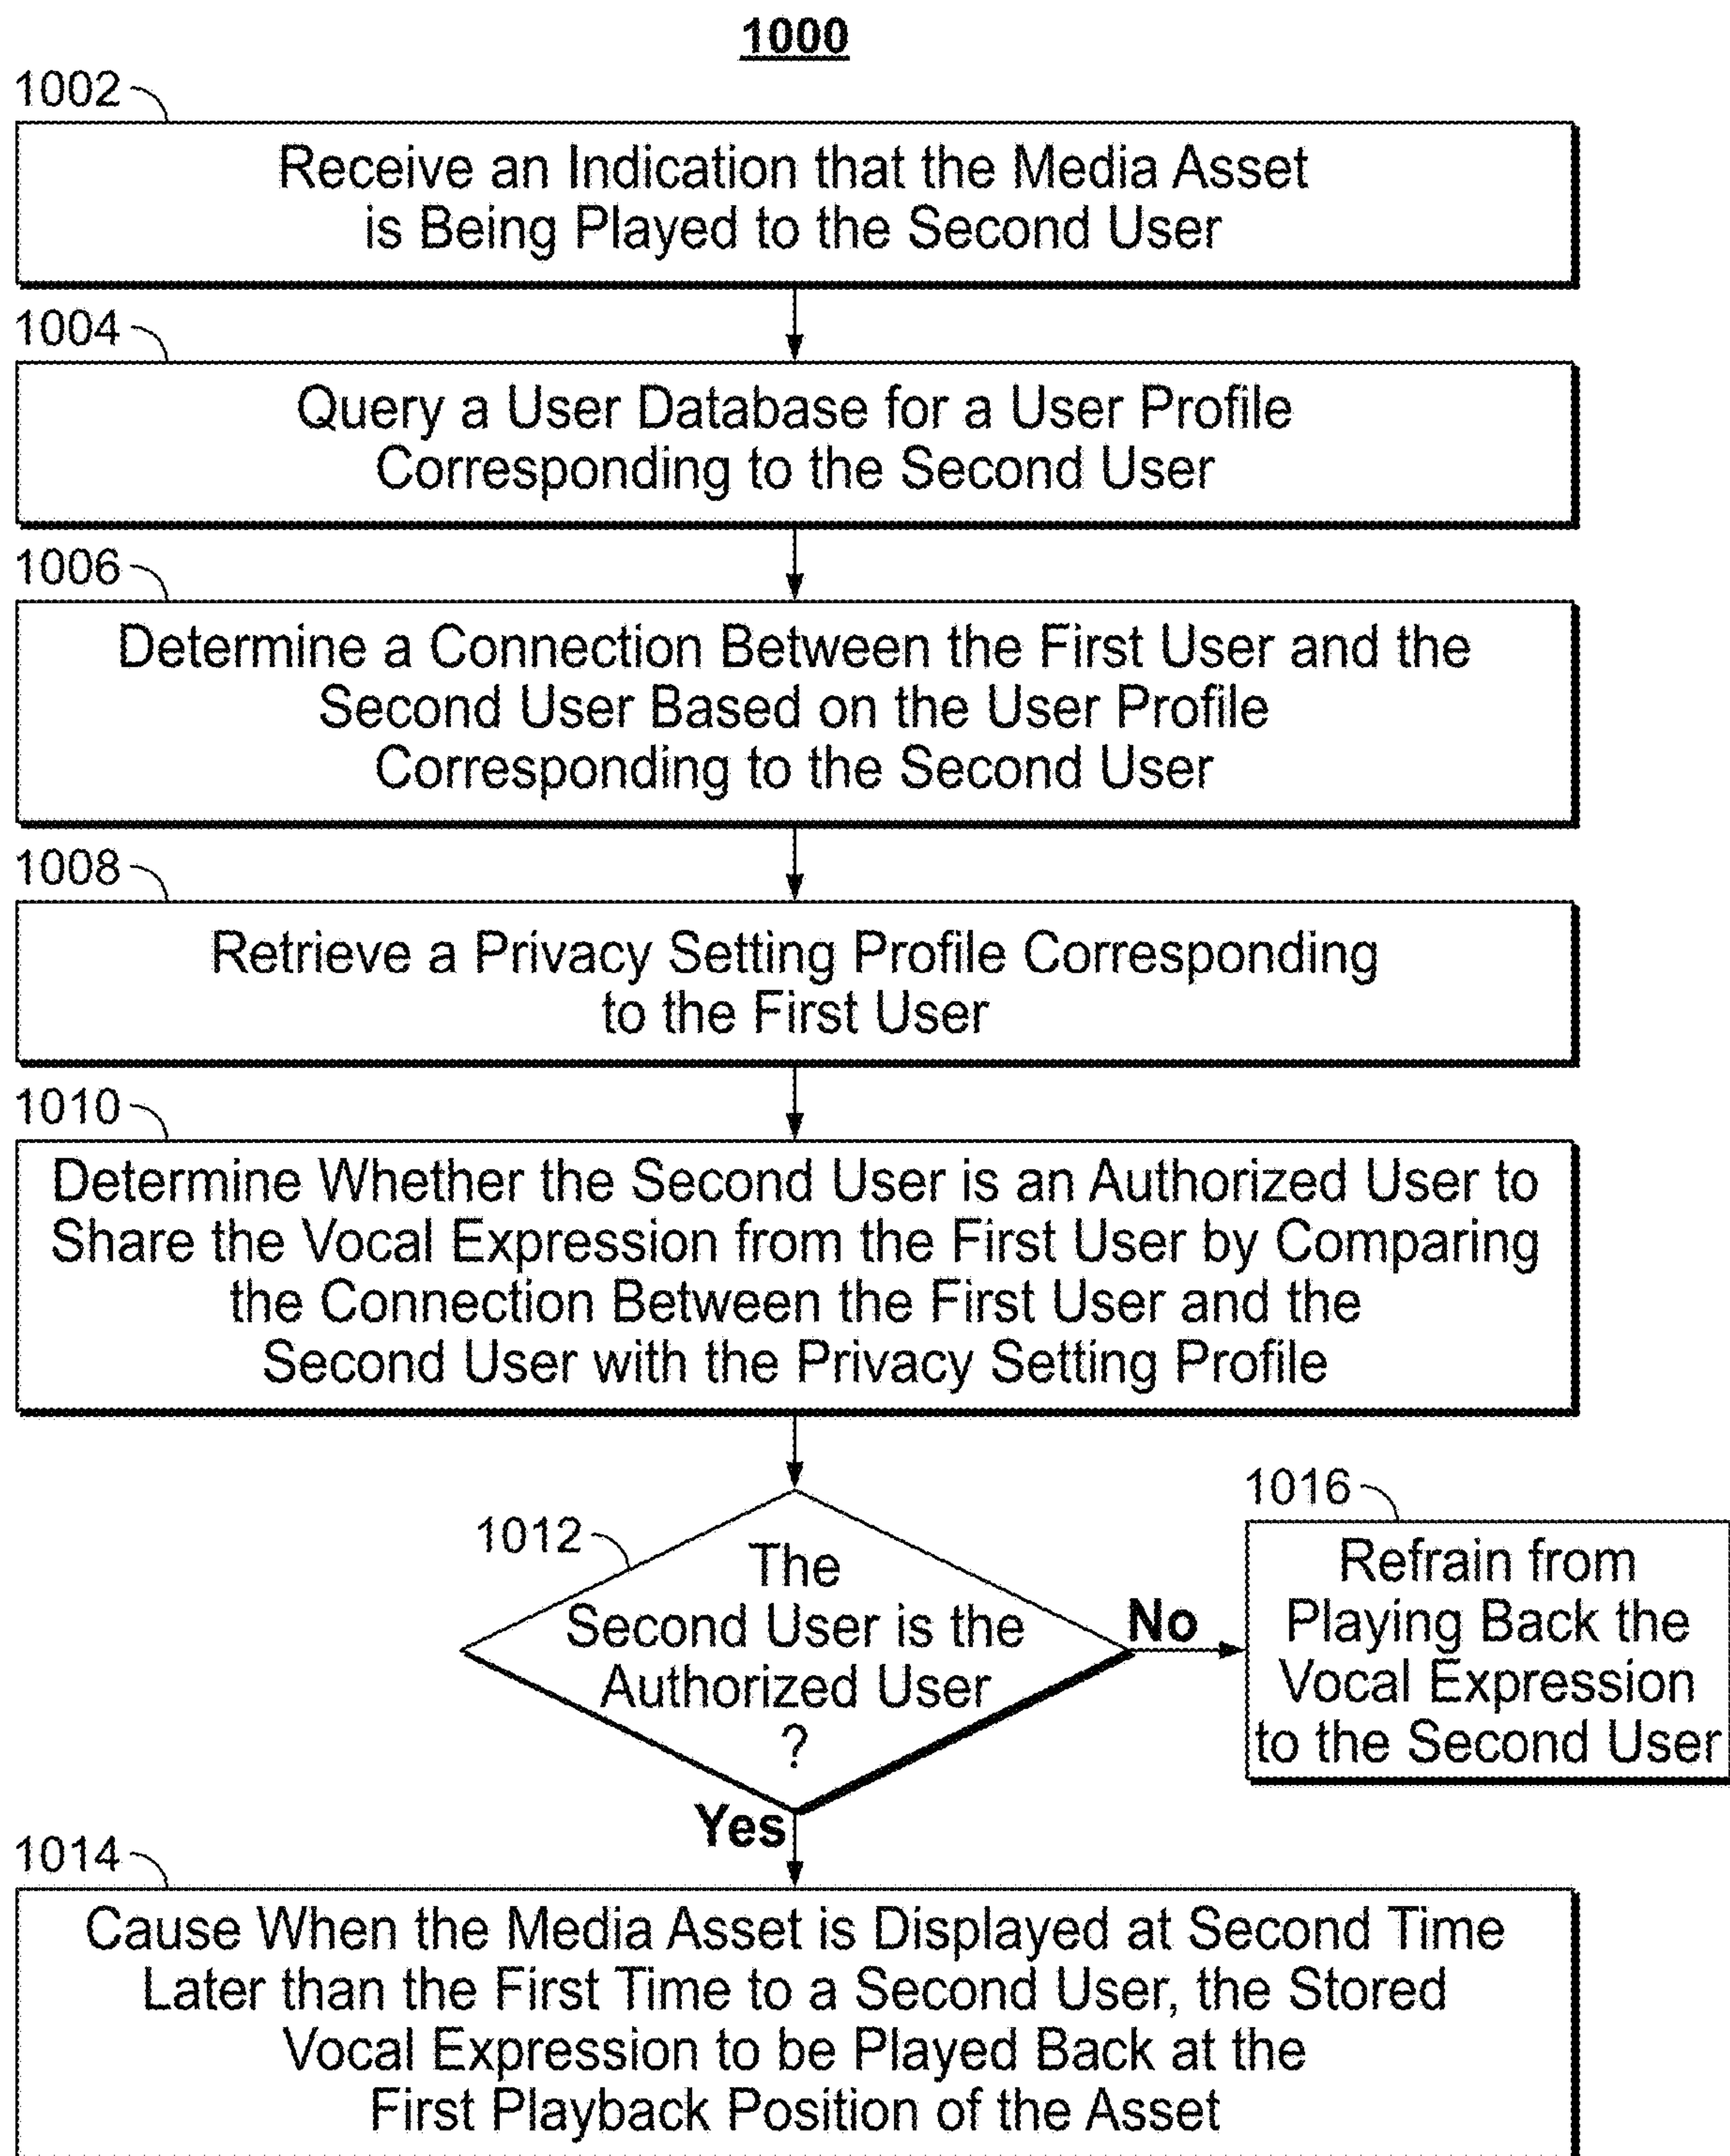 1000
1002
Receive an Indication that the Media Asset
is Being Played to the Second User
1004
Query a User Database for a User Profile
Corresponding to the Second User
1006
Determine a Connection Between the First User and the
Second User Based on the User Profile
Corresponding to the Second User
1008
Retrieve a Privacy Setting Profile Corresponding
to the First User
1010
Determine Whether the Second User is an Authorized User to
Share the Vocal Expression from the First User by Comparing
the Connection Between the First User and the
Second User with the Privacy Setting Profile
1012
The
Second User is the
Authorized User
?
No
1016
Refrain from
Playing Back the
Vocal Expression
to the Second User
Yes
1014
Cause When the Media Asset is Displayed at Second Time
Later than the First Time to a Second User, the Stored
Vocal Expression to be Played Back at the
First Playback Position of the Asset